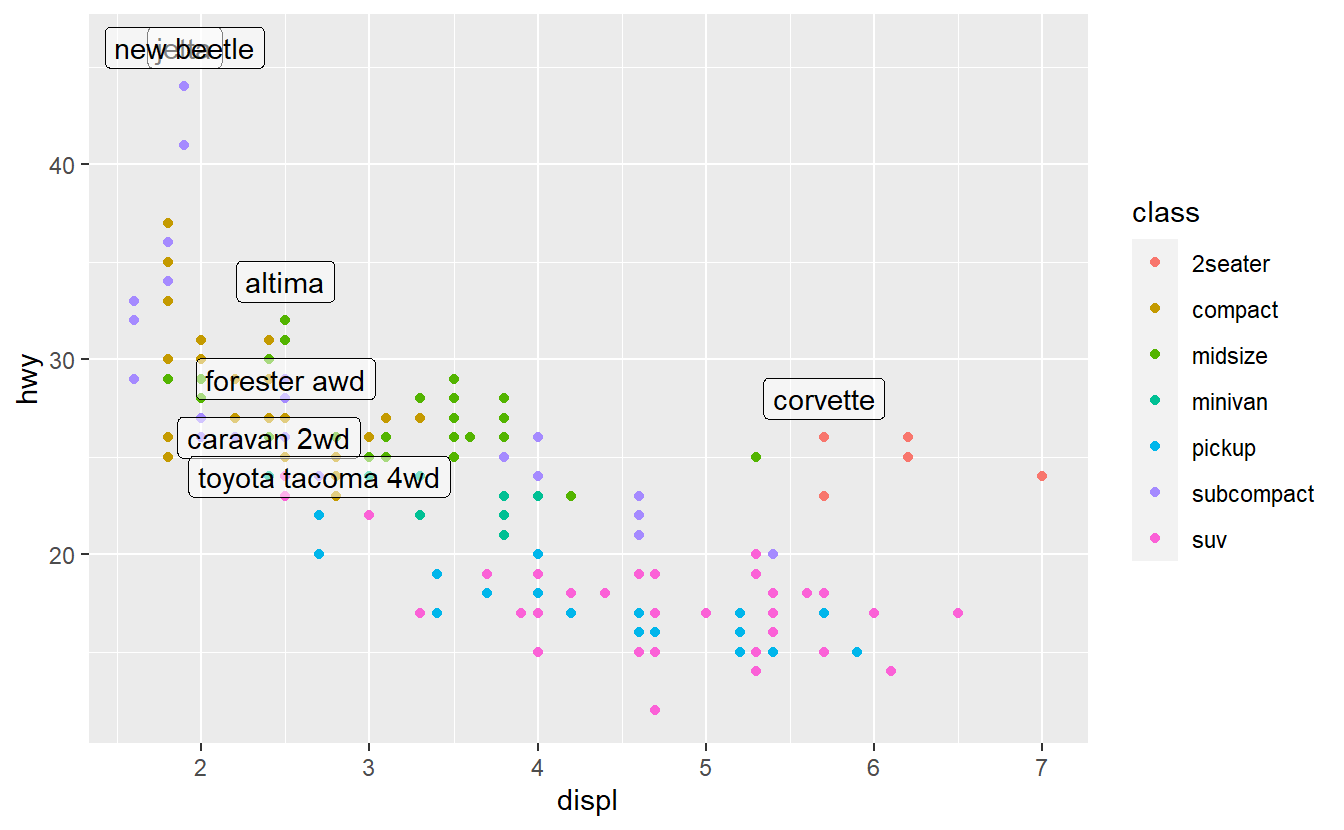 new beetle
jetta
40
altima
30
forester awd
corvette
caravan 2wd
toyota tacoma 4wd
20
hwy
2 3 4 5 6 7
displ
class
2seater
compact
midsize
minivan
pickup
subcompact
suv